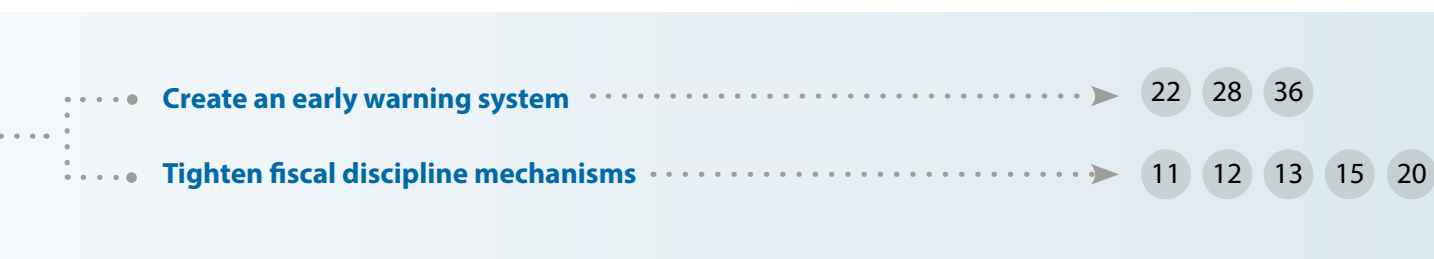 Create an early warning system 22 28 36
Tighten fiscal discipline mechanisms 11 12 13 15 20